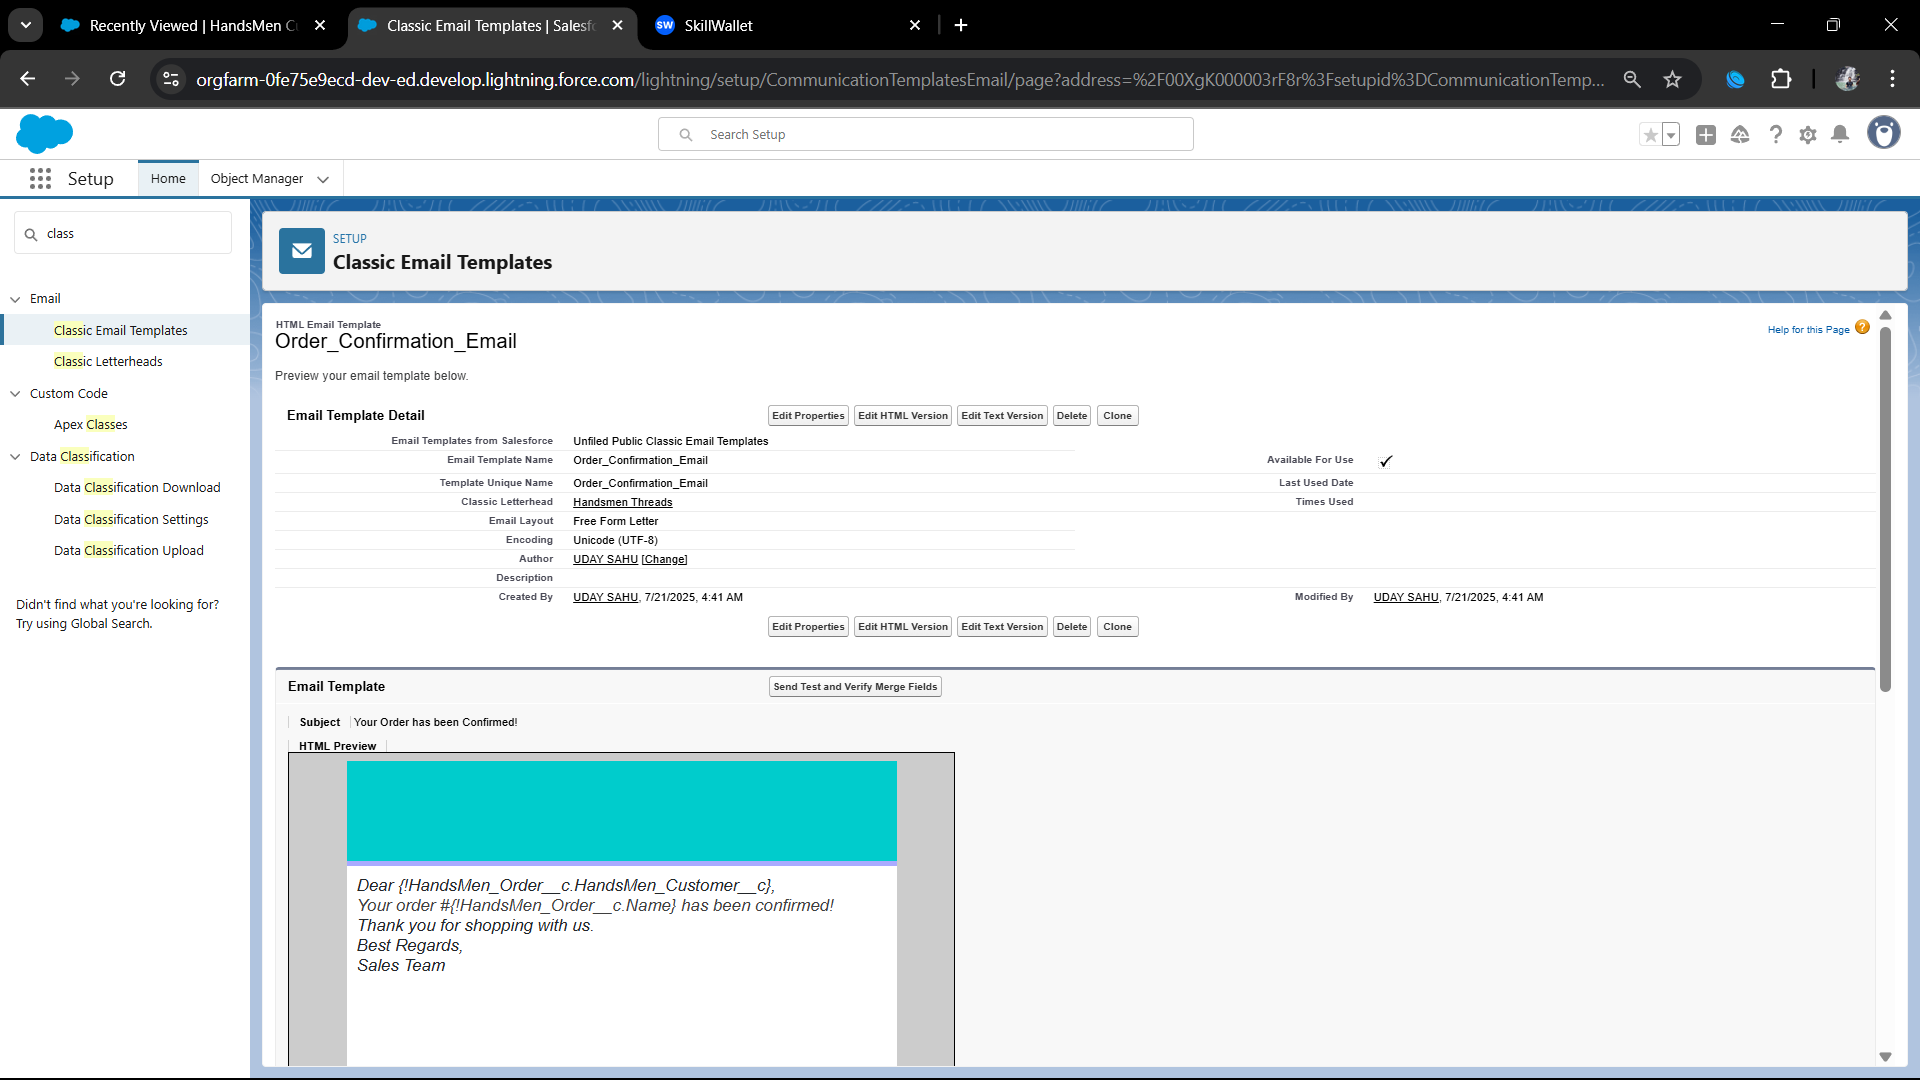 Recently Viewed | HandsMen C
Classic Email Templates | Salesf
SW SkillWallet
orgfarm-0fe75e9ecd-dev-ed.develop.lightning.force.com/lightning/setup/CommunicationTemplatesEmail/page?address=%2F00XgK000003rF8r%3Fsetupid%3DCommunicationTemp...
Search Setup
Setup
Home
Object Manager
class
Email
Classic Email Templates
Classic Letterheads
Custom Code
Apex Classes
Data Classification
Data Classification Download
Data Classification Settings
Data Classification Upload
Didn't find what you're looking for?
Try using Global Search.
SETUP
Classic Email Templates
HTML Email Template
Order_Confirmation_Email
Help for this Page ?
Preview your email template below.
Email Template Detail
Edit Properties Edit HTML Version Edit Text Version Delete Clone
Email Templates from Salesforce Unfiled Public Classic Email Templates
Email Template Name Order_Confirmation_Email Available For Use ✓
Template Unique Name Order_Confirmation_Email Last Used Date
Classic Letterhead Handsmen Threads Times Used
Email Layout Free Form Letter
Encoding Unicode (UTF-8)
Author UDAY SAHU [Change]
Description
Created By UDAY SAHU, 7/21/2025, 4:41 AM Modified By UDAY SAHU, 7/21/2025, 4:41 AM
Edit Properties Edit HTML Version Edit Text Version Delete Clone
Email Template
Send Test and Verify Merge Fields
Subject Your Order has been Confirmed!
HTML Preview
Dear {!HandsMen_Order__c.HandsMen_Customer__c},
Your order #{!HandsMen_Order__c.Name} has been confirmed!
Thank you for shopping with us.
Best Regards,
Sales Team